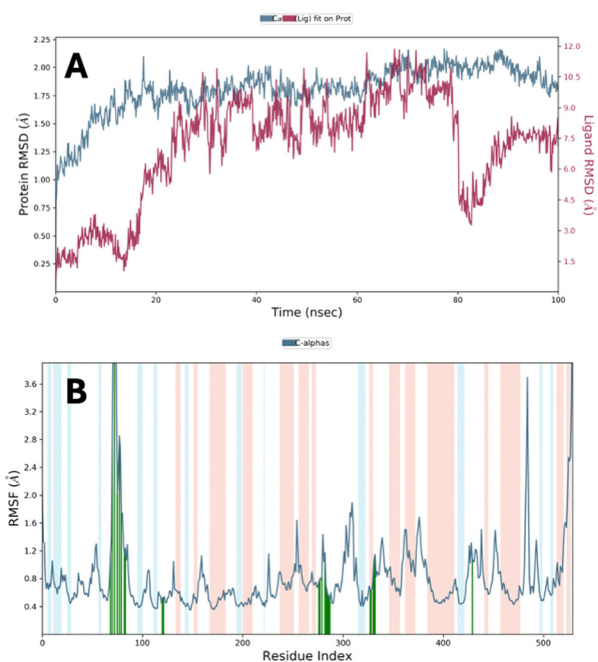 Cα (Lig) fit on Prot
A
2.25
2.00
1.75
1.50
1.25
1.00
0.75
0.50
0.25
Protein RMSD (Å)
12.0
10.5
9.0
7.5
6.0
4.5
3.0
1.5
Ligand RMSD (Å)
0 20 40 60 80 100
Time (nsec)
C-alphas
B
3.6
3.2
2.8
2.4
2.0
1.6
1.2
0.8
0.4
RMSF (Å)
0 100 200 300 400 500
Residue Index